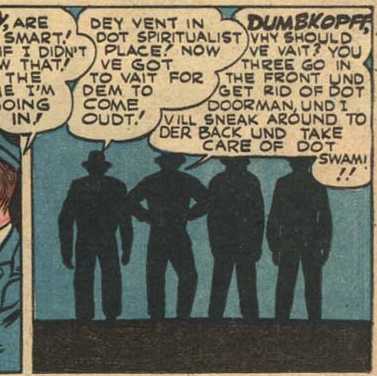 ARE
SMART!
IF I DIDN'T
THAT!
THE
I'M
OING
IN!
DEY VENT IN
DOT SPIRITUALIST
PLACE! NOW
VE GOT
TO VAIT FOR
DEM TO
COME
OUDT!
DUMBKOPFF,
VHY SHOULD
VE VAIT? YOU
THREE GO IN
THE FRONT UND
GET RID OF DOT
DOORMAN, UND I
VILL SNEAK AROUND TO
DER BACK UND TAKE
CARE OF DOT
SWAMI
!!